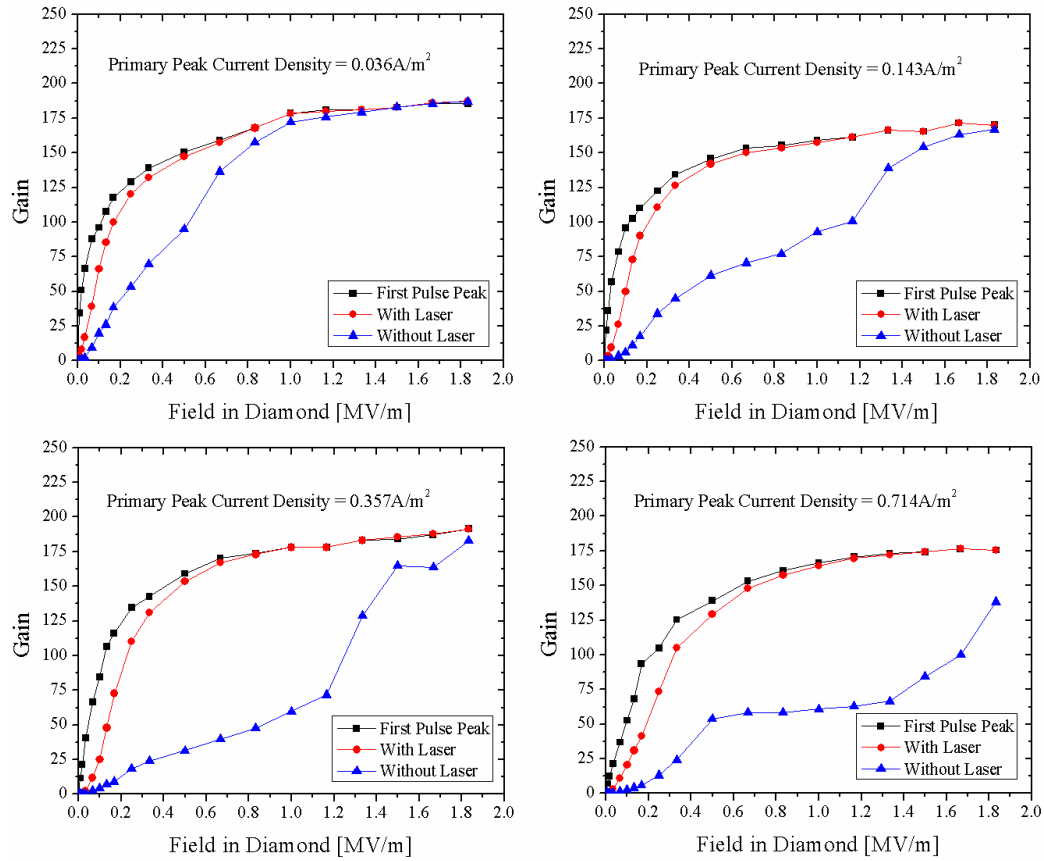 250
225
200
175
150
125
100
75
50
25
0
Gain
Primary Peak Current Density = 0.036A/m²
First Pulse Peak
With Laser
Without Laser
0.0 0.2 0.4 0.6 0.8 1.0 1.2 1.4 1.6 1.8 2.0
Field in Diamond [MV/m]
250
225
200
175
150
125
100
75
50
25
0
Gain
Primary Peak Current Density = 0.143A/m²
First Pulse Peak
With Laser
Without Laser
0.0 0.2 0.4 0.6 0.8 1.0 1.2 1.4 1.6 1.8 2.0
Field in Diamond [MV/m]
250
225
200
175
150
125
100
75
50
25
0
Gain
Primary Peak Current Density = 0.357A/m²
First Pulse Peak
With Laser
Without Laser
0.0 0.2 0.4 0.6 0.8 1.0 1.2 1.4 1.6 1.8 2.0
Field in Diamond [MV/m]
250
225
200
175
150
125
100
75
50
25
0
Gain
Primary Peak Current Density = 0.714A/m²
First Pulse Peak
With Laser
Without Laser
0.0 0.2 0.4 0.6 0.8 1.0 1.2 1.4 1.6 1.8 2.0
Field in Diamond [MV/m]